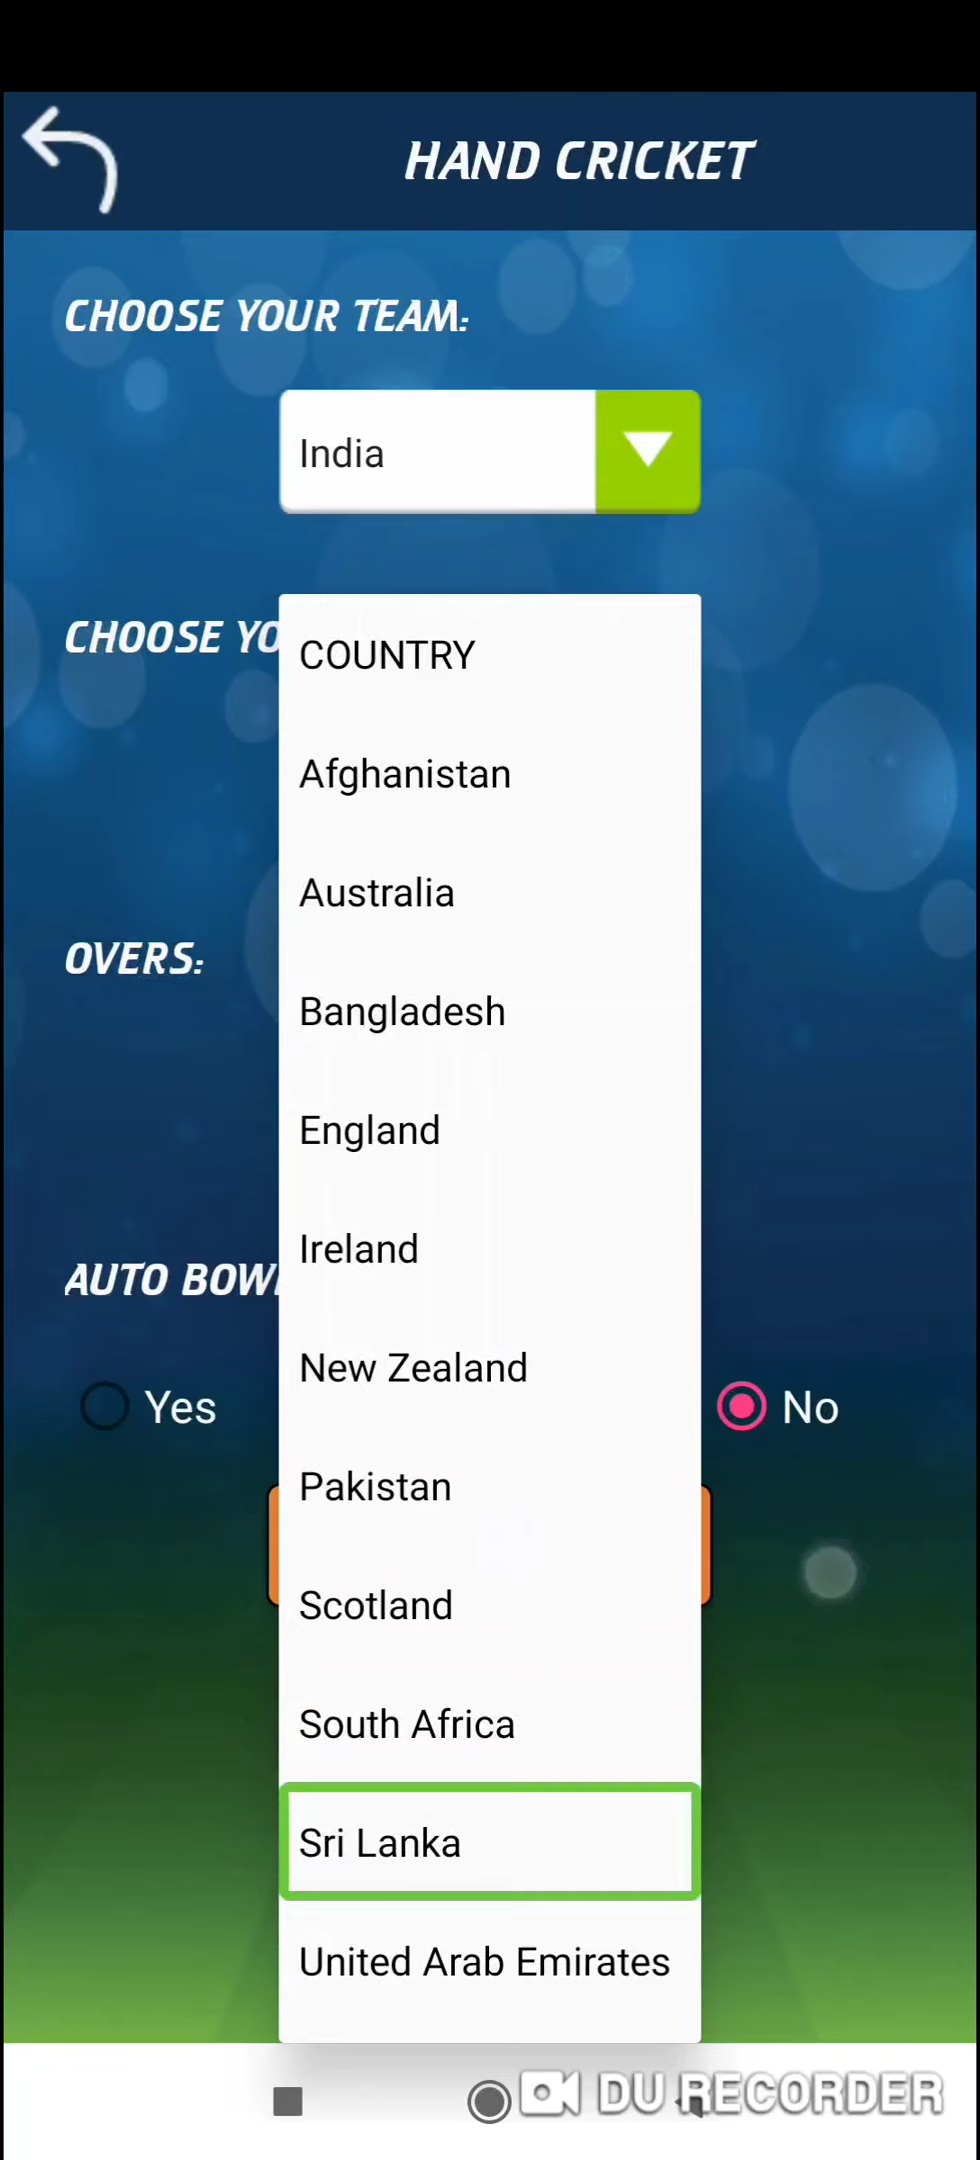 HAND CRICKET
CHOOSE YOUR TEAM:
India
CHOOSE YO
COUNTRY
Afghanistan
Australia
Bangladesh
OVERS:
England
Ireland
AUTO BOW
New Zealand
Yes
No
Pakistan
Scotland
South Africa
Sri Lanka
United Arab Emirates
DU RECORDER